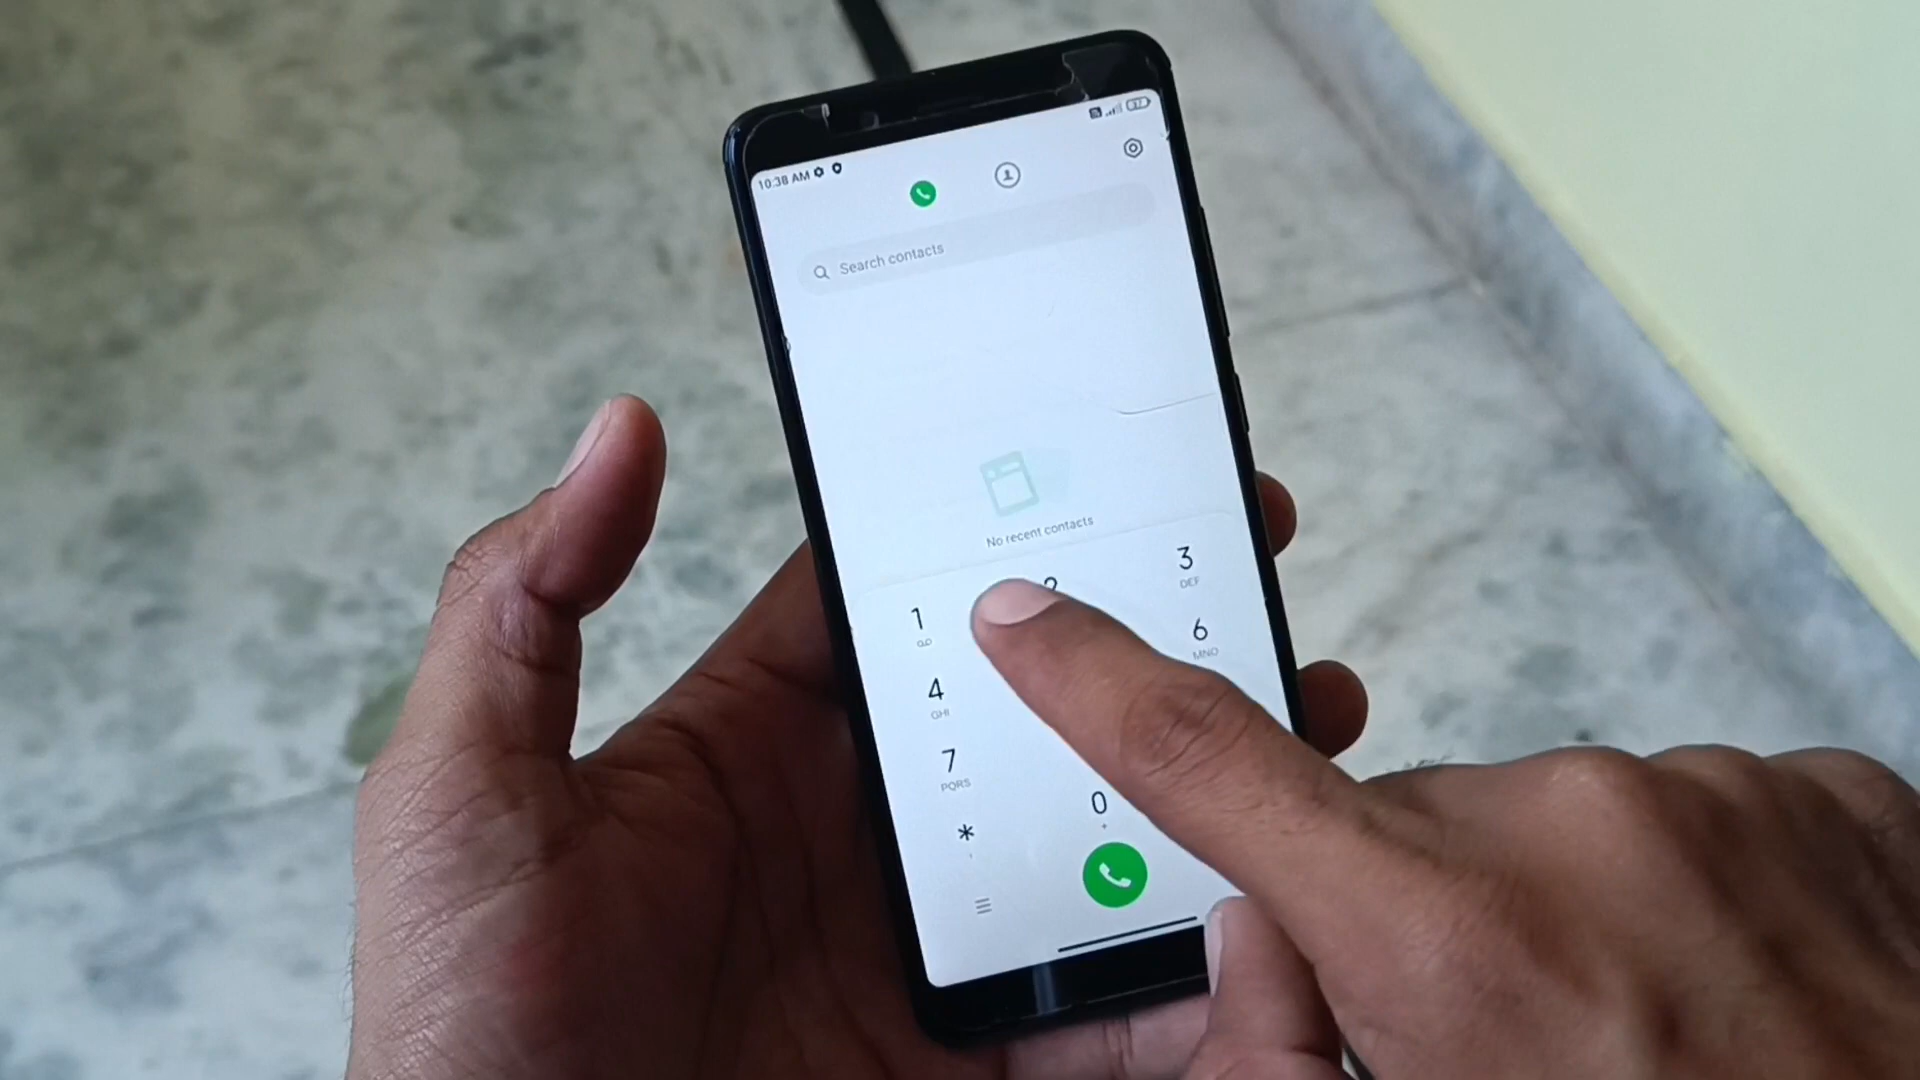 10:38 AM
Search contacts
No recent contacts
1
2
3
DEF
4
GHI
6
MNO
7
PQRS
*
,
0
+